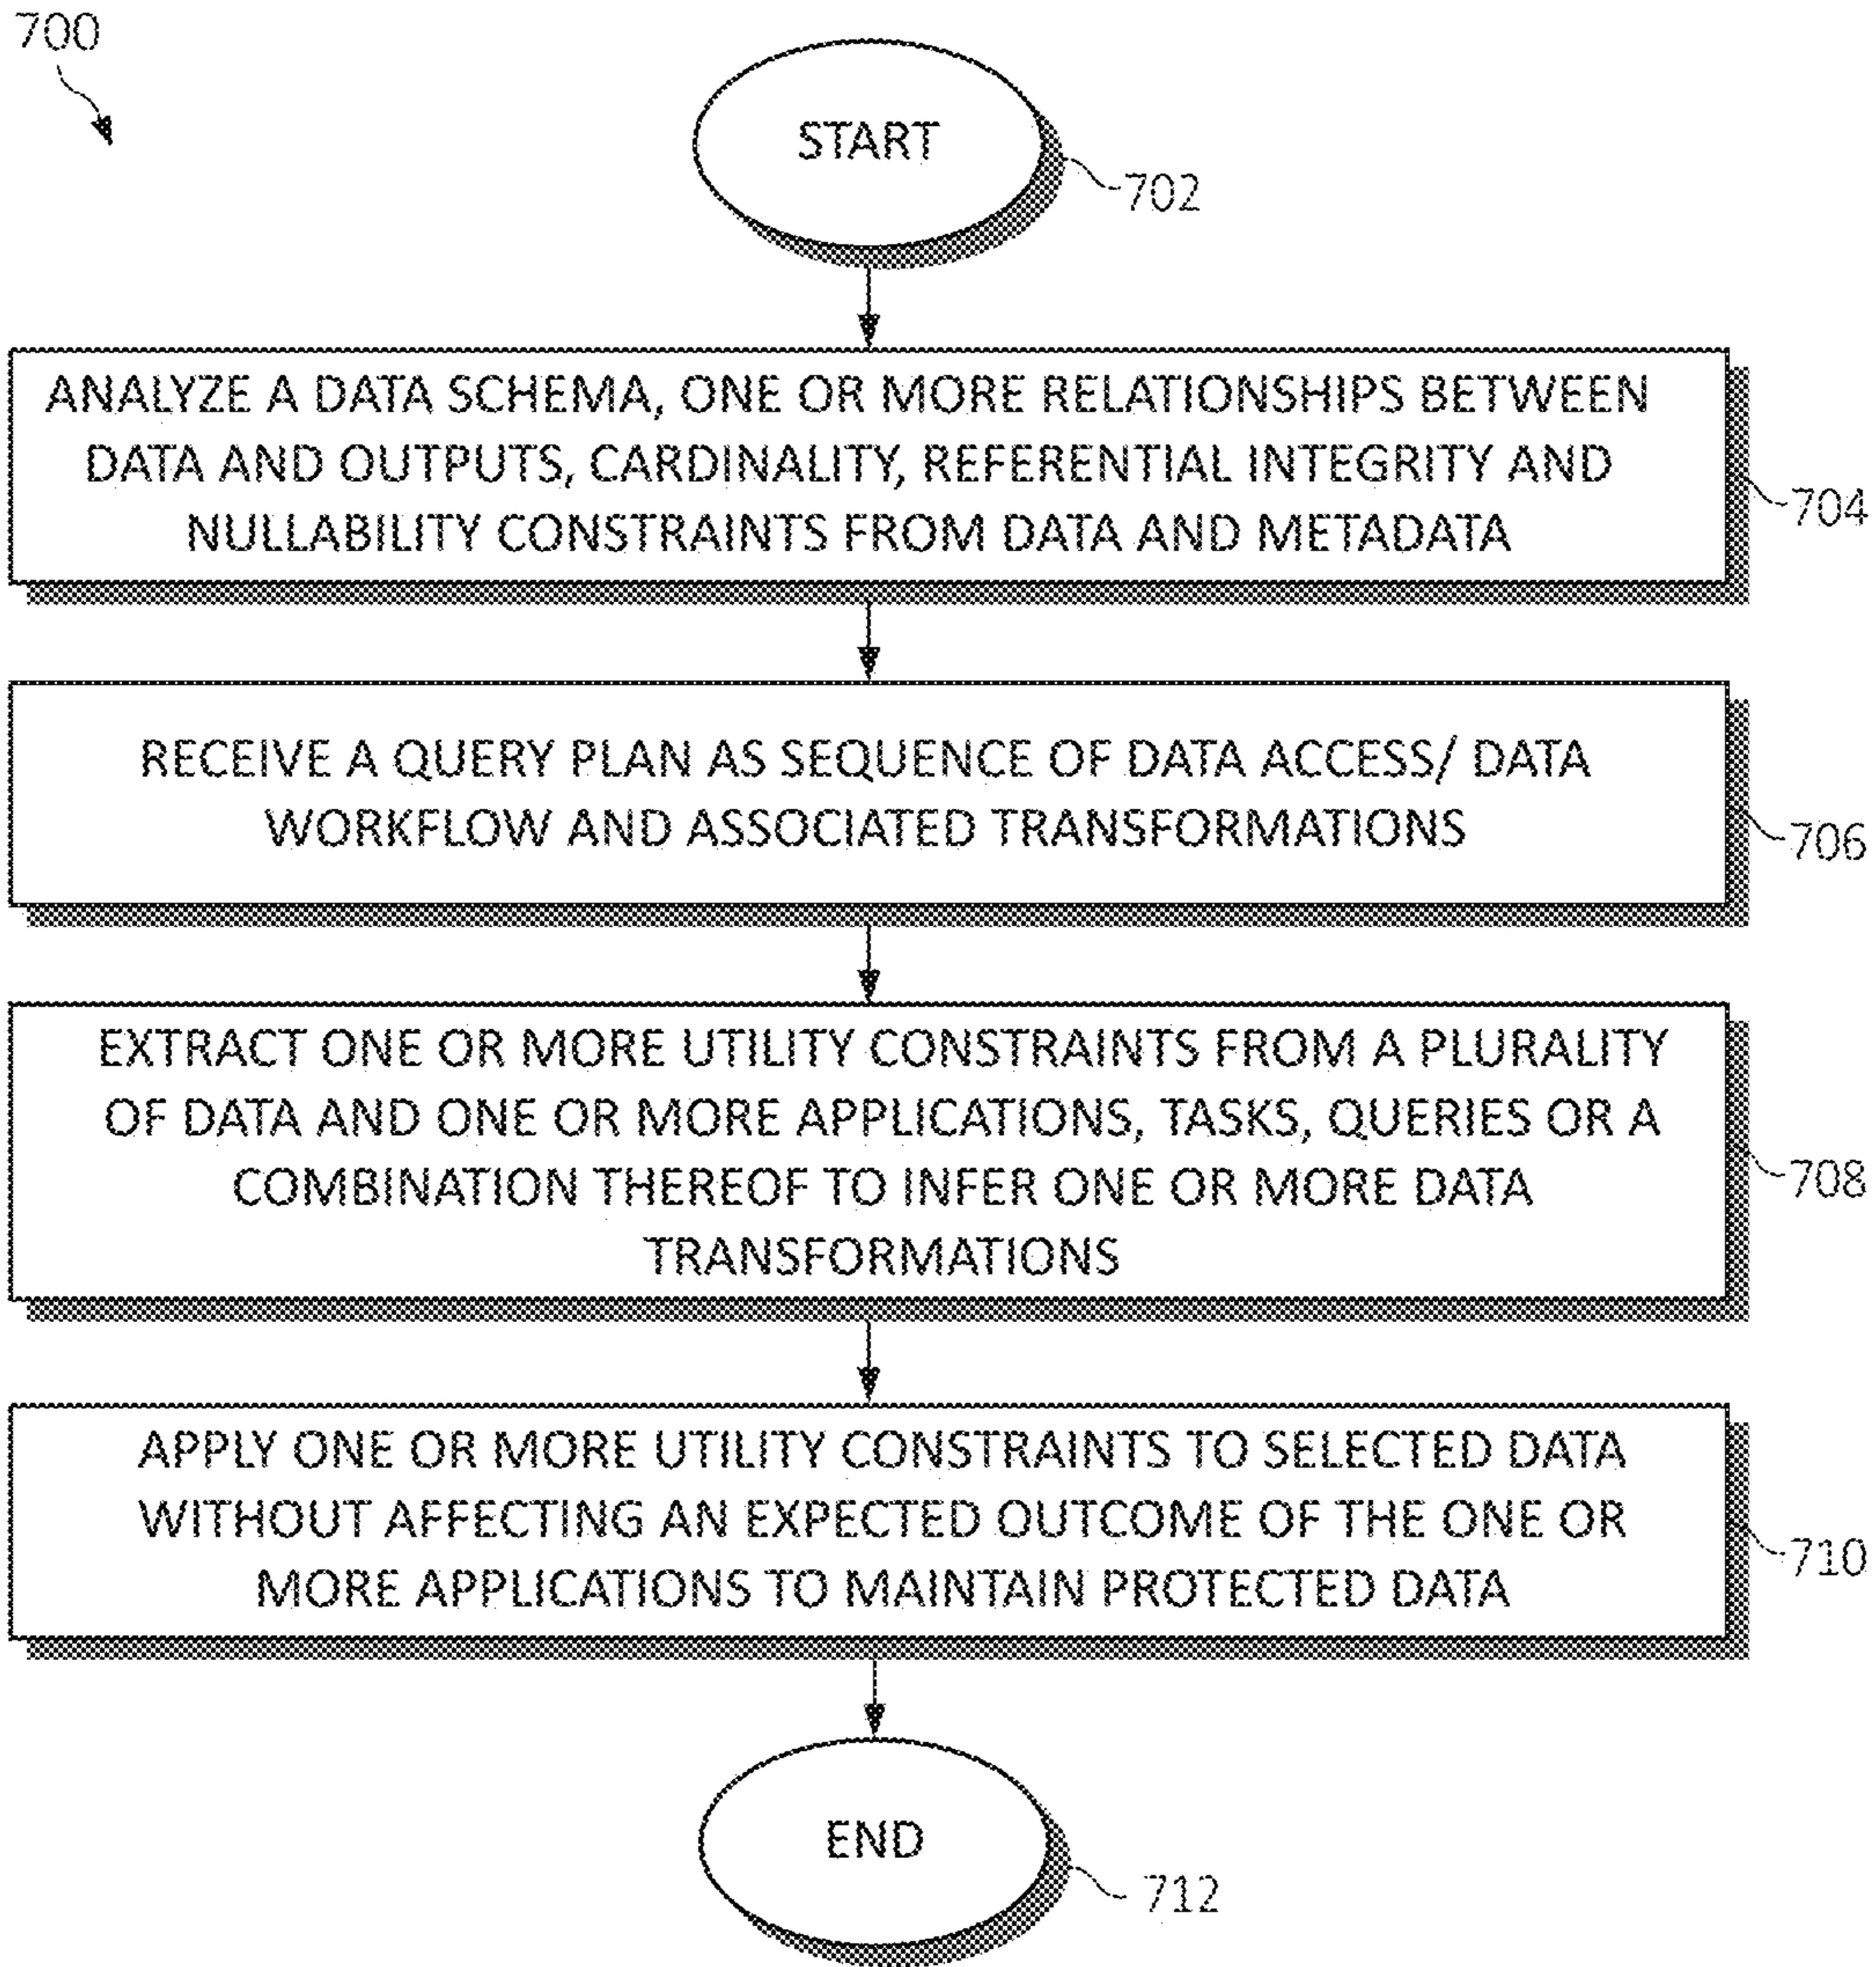 700
START
702
ANALYZE A DATA SCHEMA, ONE OR MORE RELATIONSHIPS BETWEEN
DATA AND OUTPUTS, CARDINALITY, REFERENTIAL INTEGRITY AND
NULLABILITY CONSTRAINTS FROM DATA AND METADATA
704
RECEIVE A QUERY PLAN AS SEQUENCE OF DATA ACCESS/ DATA
WORKFLOW AND ASSOCIATED TRANSFORMATIONS
706
EXTRACT ONE OR MORE UTILITY CONSTRAINTS FROM A PLURALITY
OF DATA AND ONE OR MORE APPLICATIONS, TASKS, QUERIES OR A
COMBINATION THEREOF TO INFER ONE OR MORE DATA
TRANSFORMATIONS
708
APPLY ONE OR MORE UTILITY CONSTRAINTS TO SELECTED DATA
WITHOUT AFFECTING AN EXPECTED OUTCOME OF THE ONE OR
MORE APPLICATIONS TO MAINTAIN PROTECTED DATA
710
END
712